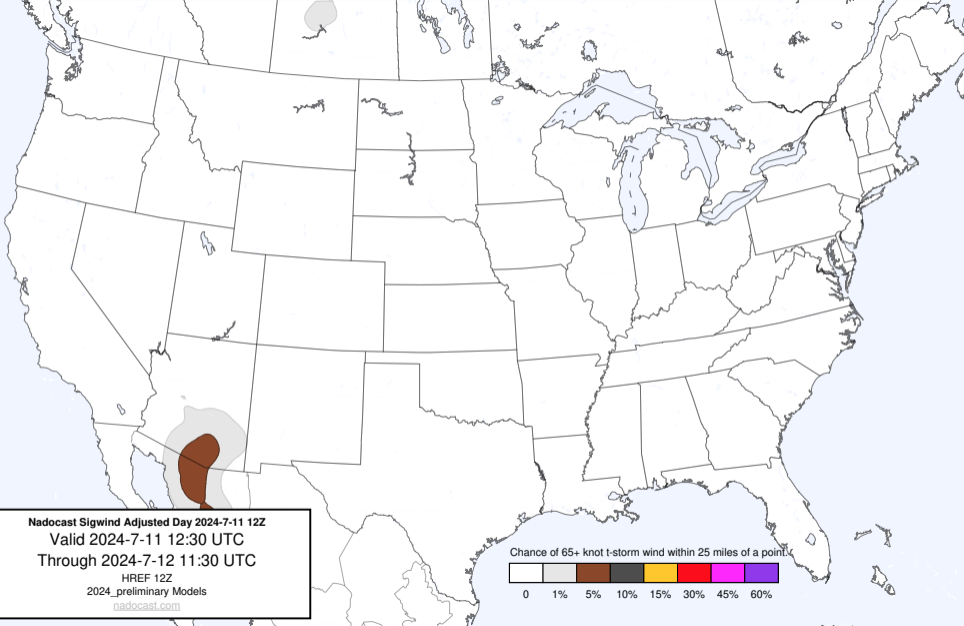 Nadocast Sigwind Adjusted Day 2024-7-11 12Z
Valid 2024-7-11 12:30 UTC
Through 2024-7-12 11:30 UTC
HREF 12Z
2024_preliminary Models
nadocast.com
Chance of 65+ knot t-storm wind within 25 miles of a point.
0 1% 5% 10% 15% 30% 45% 60%